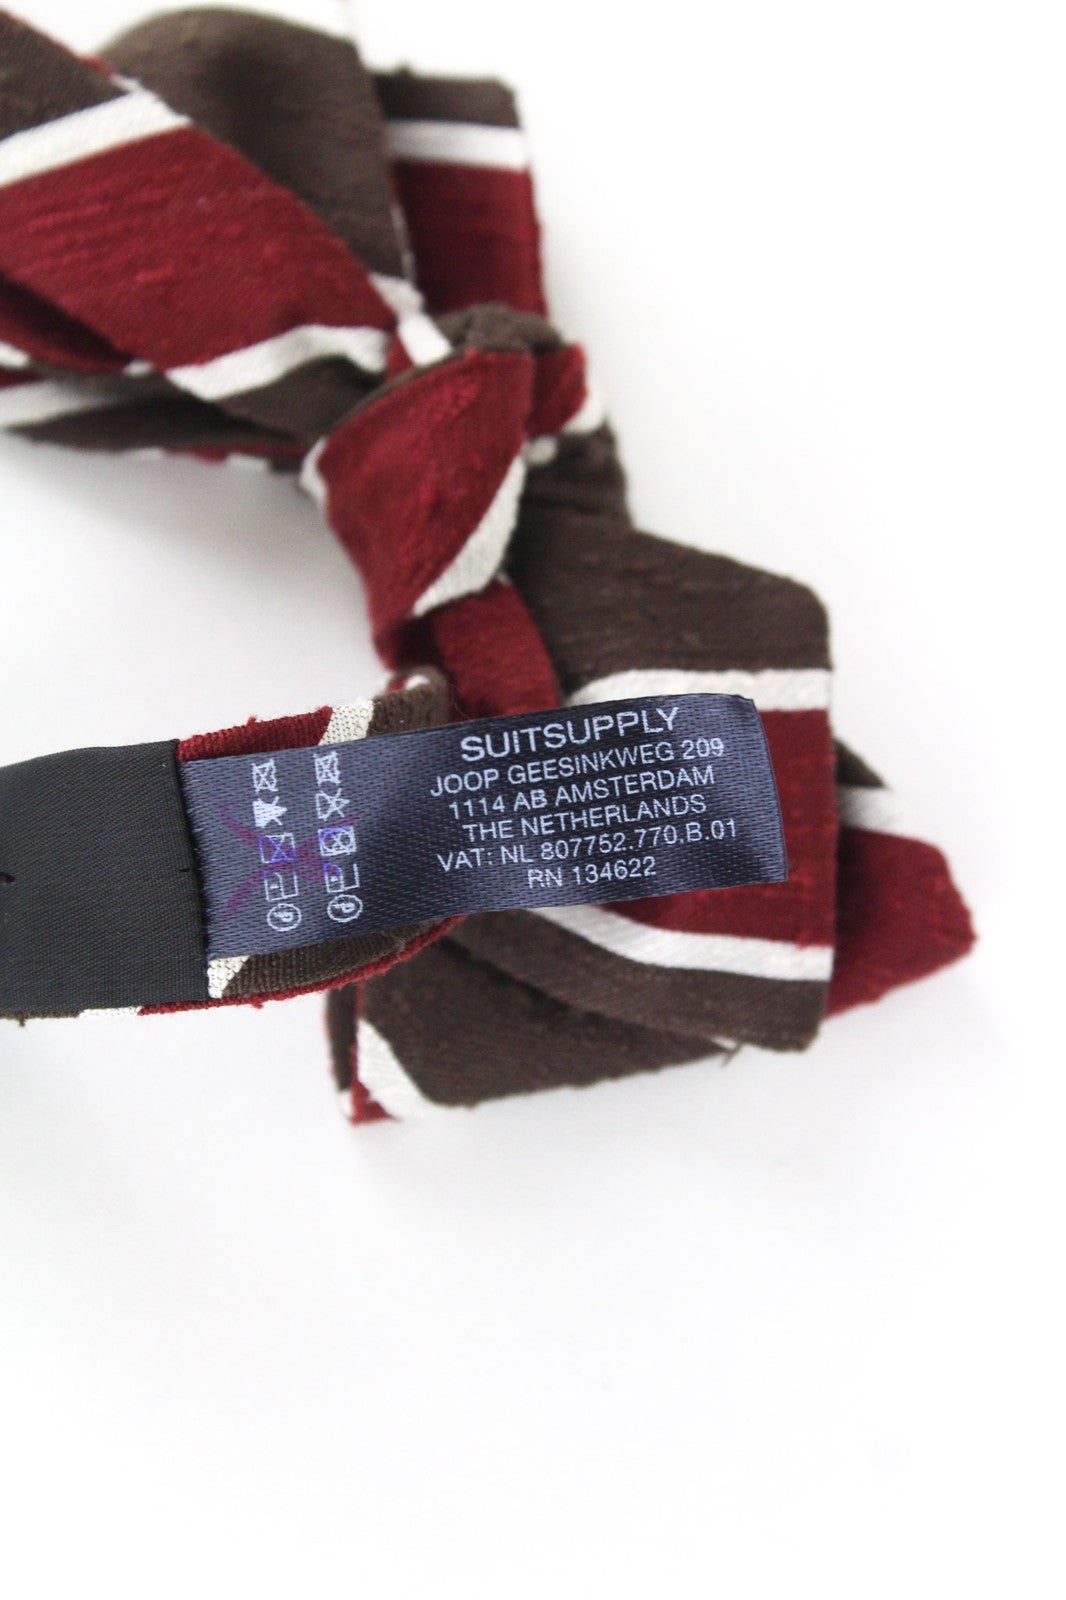 SUITSUPPLY
JOOP GEESINKWEG 209
1114 AB AMSTERDAM
THE NETHERLANDS
VAT: NL 807752.770.B.01
RN 134622
P
P